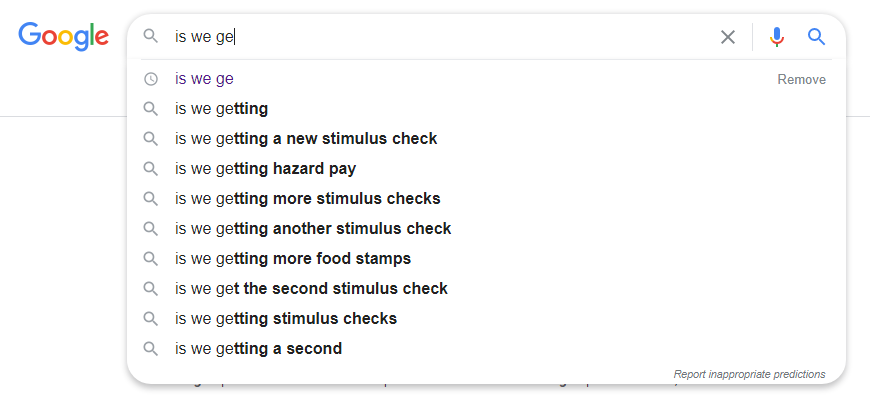 Google
is we ge
is we ge Remove
is we getting
is we getting a new stimulus check
is we getting hazard pay
is we getting more stimulus checks
is we getting another stimulus check
is we getting more food stamps
is we get the second stimulus check
is we getting stimulus checks
is we getting a second
Report inappropriate predictions